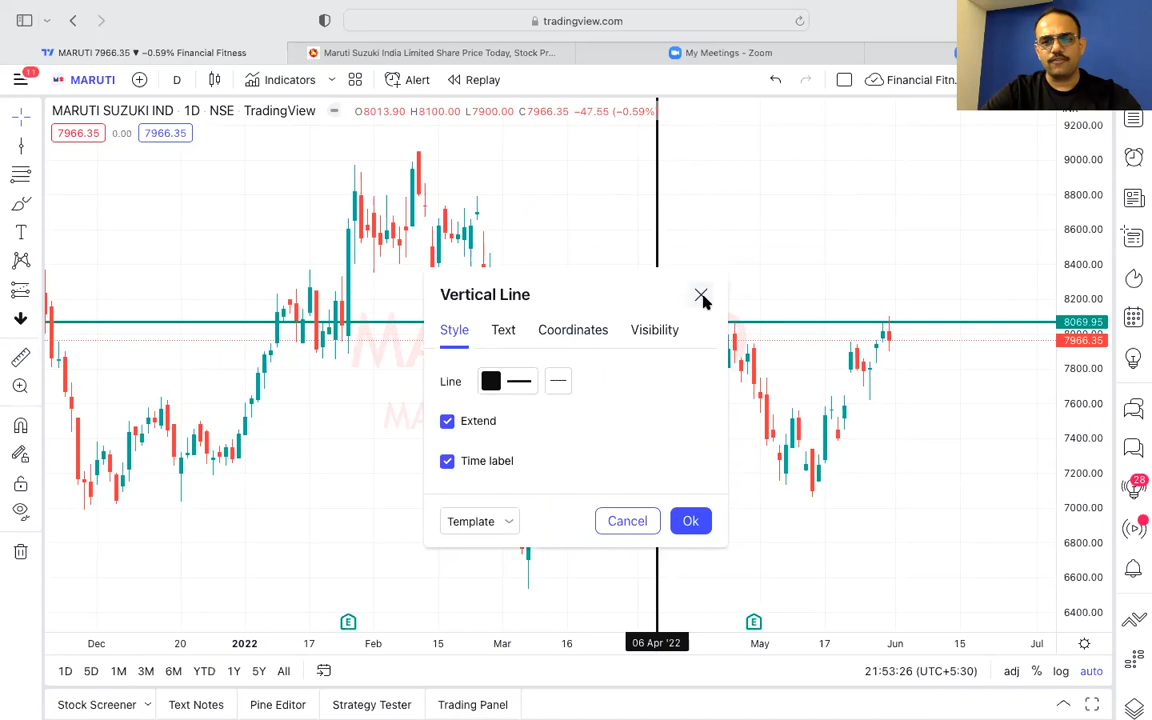 tradingview.com
MARUTI 7966.35 ▼ −0.59% Financial Fitness
Maruti Suzuki India Limited Share Price Today, Stock Pr...
My Meetings - Zoom
11
MARUTI
D
Indicators
Alert
Replay
Financial Fitn..
MARUTI SUZUKI IND · 1D · NSE · TradingView
O8013.90 H8100.00 L7900.00 C7966.35 −47.55 (−0.59%)
7966.35
0.00
7966.35
9200.00
9000.00
8800.00
8600.00
8400.00
8200.00
8069.95
8000.00
7966.35
7800.00
7600.00
7400.00
7200.00
7000.00
6800.00
6600.00
6400.00
Vertical Line
Style
Text
Coordinates
Visibility
Line
Extend
Time label
Template
Cancel
Ok
28
E
E
Dec
20
2022
17
Feb
15
Mar
16
06 Apr '22
May
17
Jun
15
Jul
1D
5D
1M
3M
6M
YTD
1Y
5Y
All
21:53:26 (UTC+5:30)
adj
%
log
auto
Stock Screener
Text Notes
Pine Editor
Strategy Tester
Trading Panel